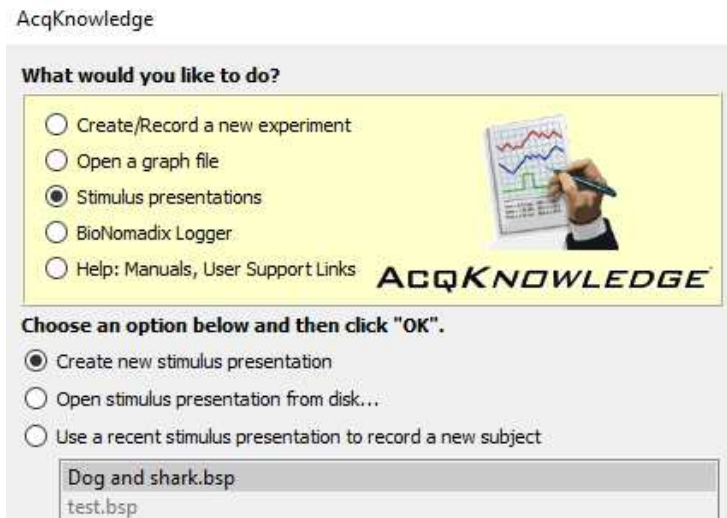 AcqKnowledge
What would you like to do?
Create/Record a new experiment
Open a graph file
Stimulus presentations
BioNomadix Logger
Help: Manuals, User Support Links
ACQKNOWLEDGE
Choose an option below and then click "OK".
Create new stimulus presentation
Open stimulus presentation from disk...
Use a recent stimulus presentation to record a new subject
Dog and shark.bsp
test.bsp